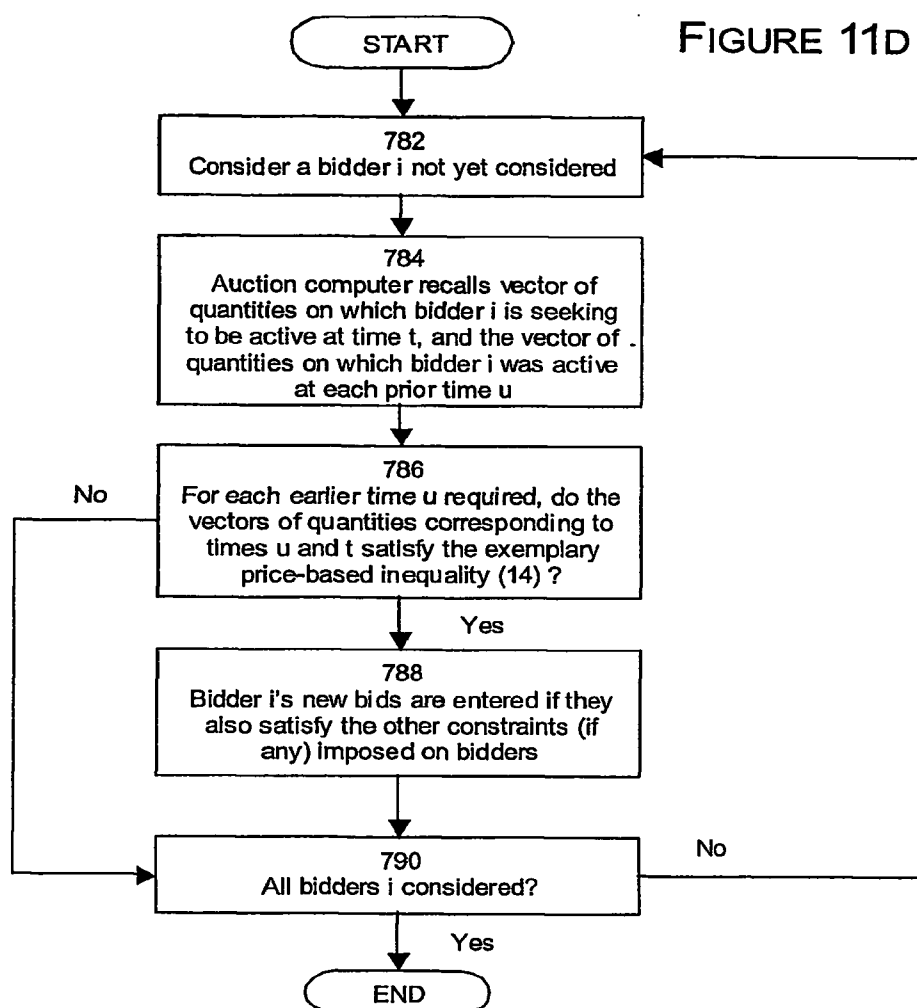 START
FIGURE 11D
782
Consider a bidder i not yet considered
784
Auction computer recalls vector of
quantities on which bidder i is seeking
to be active at time t, and the vector of
quantities on which bidder i was active
at each prior time u
786
No
For each earlier time u required, do the
vectors of quantities corresponding to
times u and t satisfy the exemplary
price-based inequality (14) ?
Yes
788
Bidder i's new bids are entered if they
also satisfy the other constraints (if
any) imposed on bidders
790
No
All bidders i considered?
Yes
END